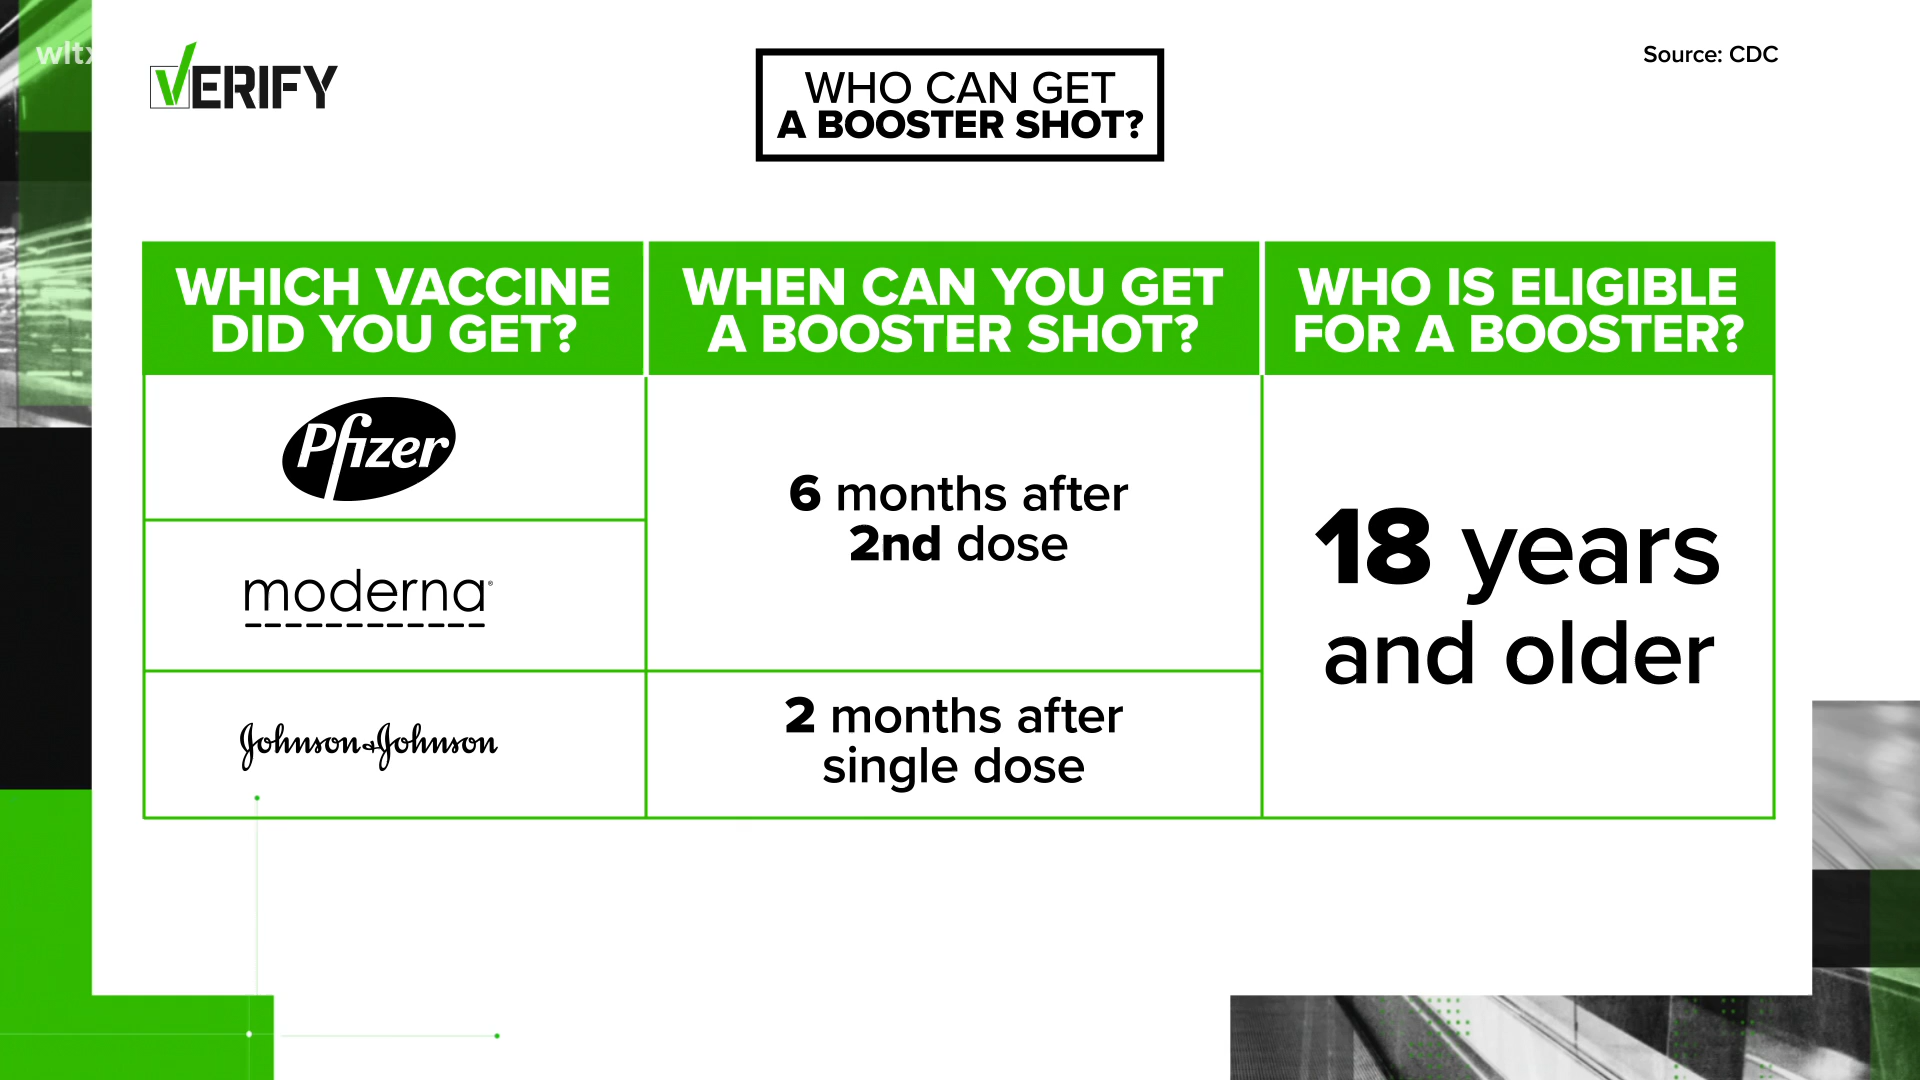 wltx
VERIFY
WHO CAN GET
A BOOSTER SHOT?
Source: CDC
WHICH VACCINE
DID YOU GET?
WHEN CAN YOU GET
A BOOSTER SHOT?
WHO IS ELIGIBLE
FOR A BOOSTER?
Pfizer
6 months after
2nd dose
18 years
and older
moderna®
Johnson & Johnson
2 months after
single dose